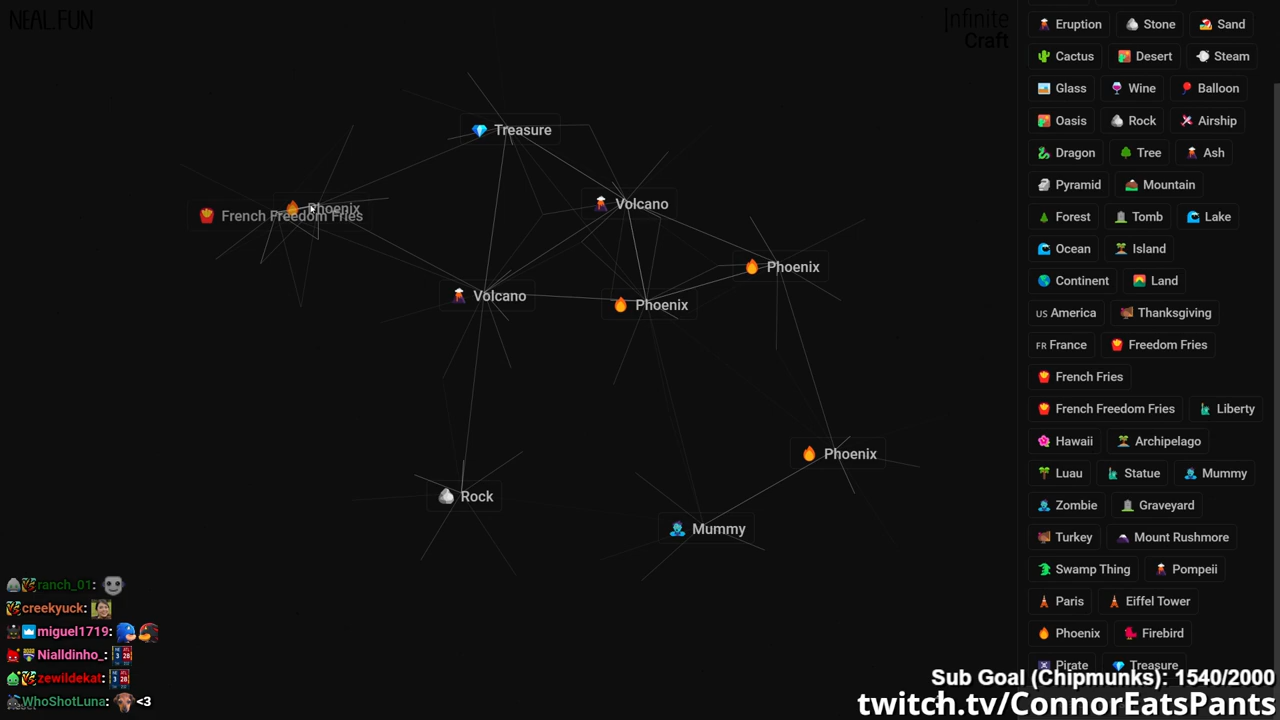 NEAL.FUN
Infinite
Craft
Treasure
French Freedom Fries
Phoenix
Volcano
Phoenix
Volcano
Phoenix
Phoenix
Rock
Mummy
Eruption Stone Sand
Cactus Desert Steam
Glass Wine Balloon
Oasis Rock Airship
Dragon Tree Ash
Pyramid Mountain
Forest Tomb Lake
Ocean Island
Continent Land
US America Thanksgiving
FR France Freedom Fries
French Fries
French Freedom Fries Liberty
Hawaii Archipelago
Luau Statue Mummy
Zombie Graveyard
Turkey Mount Rushmore
Swamp Thing Pompeii
Paris Eiffel Tower
Phoenix Firebird
Pirate Treasure
ranch_01:
creekyuck:
miguel1719:
Nialldinho_:
zewildekat:
WhoShotLuna: <3
Sub Goal (Chipmunks): 1540/2000
twitch.tv/ConnorEatsPants